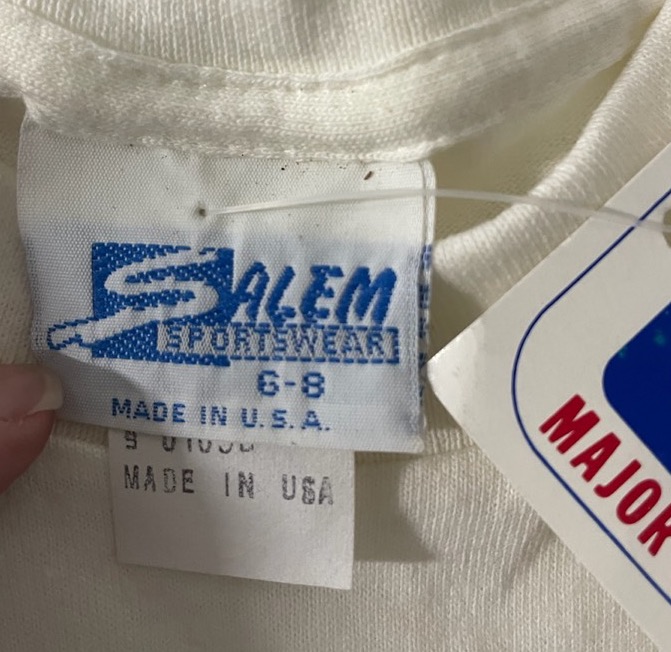 SALEM
SPORTSWEAR
6-8
MADE IN U.S.A.
MADE IN USA
MAJOR